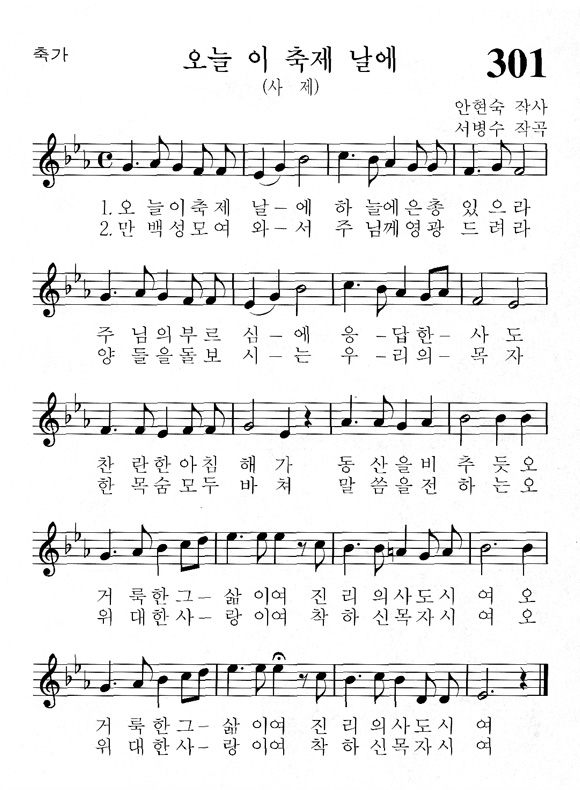 축가
오늘 이 축제 날에
301
(사 제)
안현숙 작사
서병수 작곡
1. 오 늘이축제 날-에 하 늘에은총 있으라
2. 만 백성모여 와-서 주 님께영광 드려라
주 님의부르 심-에 응 -답한- 사도
양 들을돌보 시-는 우 -리의- 목자
찬 란한아침 해가 동 산을비 추듯오
한 목숨모두 바쳐 말 씀을전 하는오
거 룩한그- 삶 이여 진 리 의사도시 여 오
위 대한사- 랑 이여 착 하 신목자시 여 오
거 룩한그- 삶 이여 진 리 의사도시 여
위 대한사- 랑 이여 착 하 신목자시 여